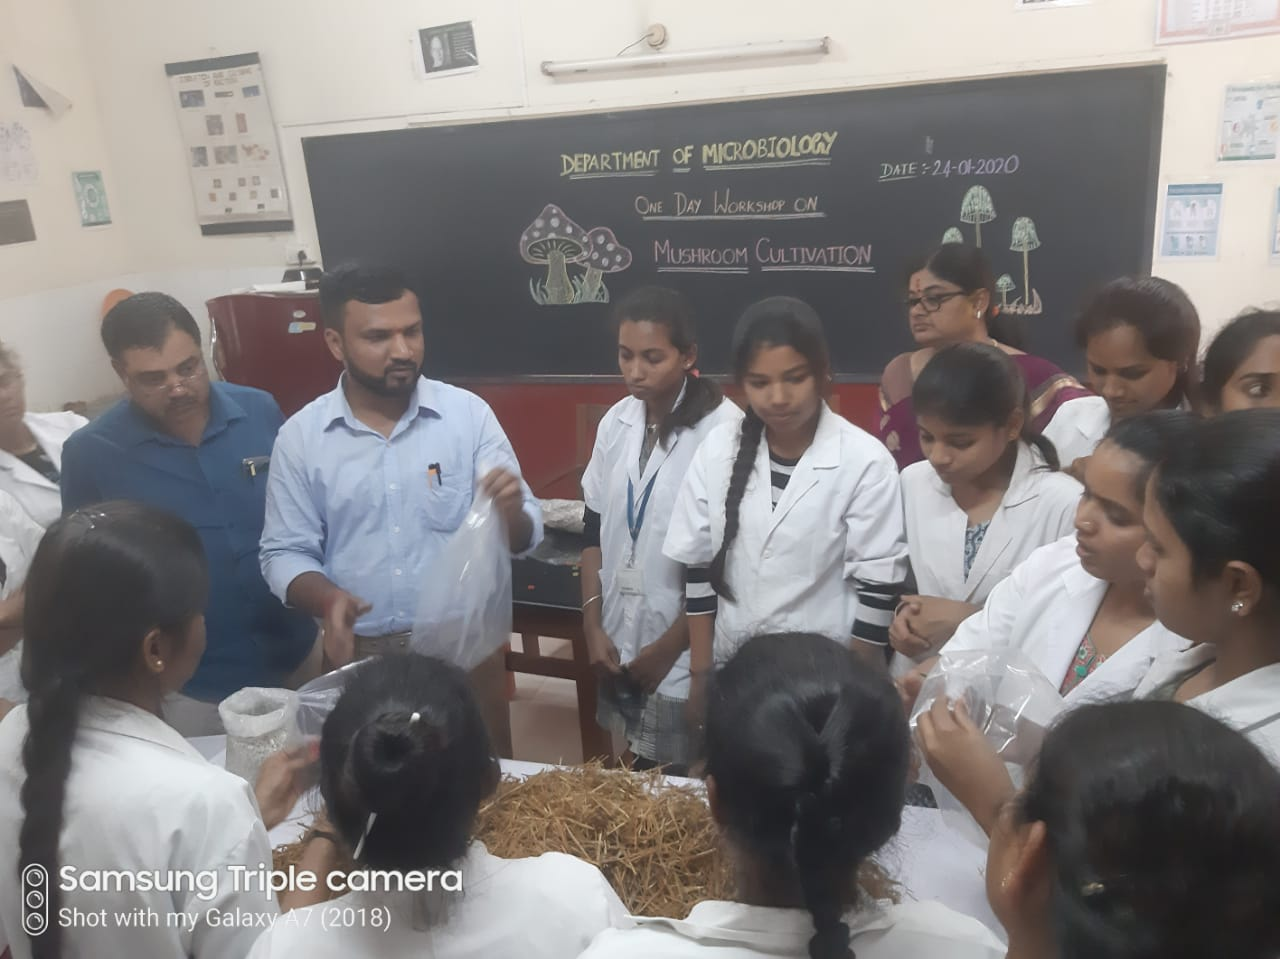 DEPARTMENT OF MICROBIOLOGY
DATE :- 24-01-2020
ONE DAY WORKSHOP ON
MUSHROOM CULTIVATION
Samsung Triple camera
Shot with my Galaxy A7 (2018)